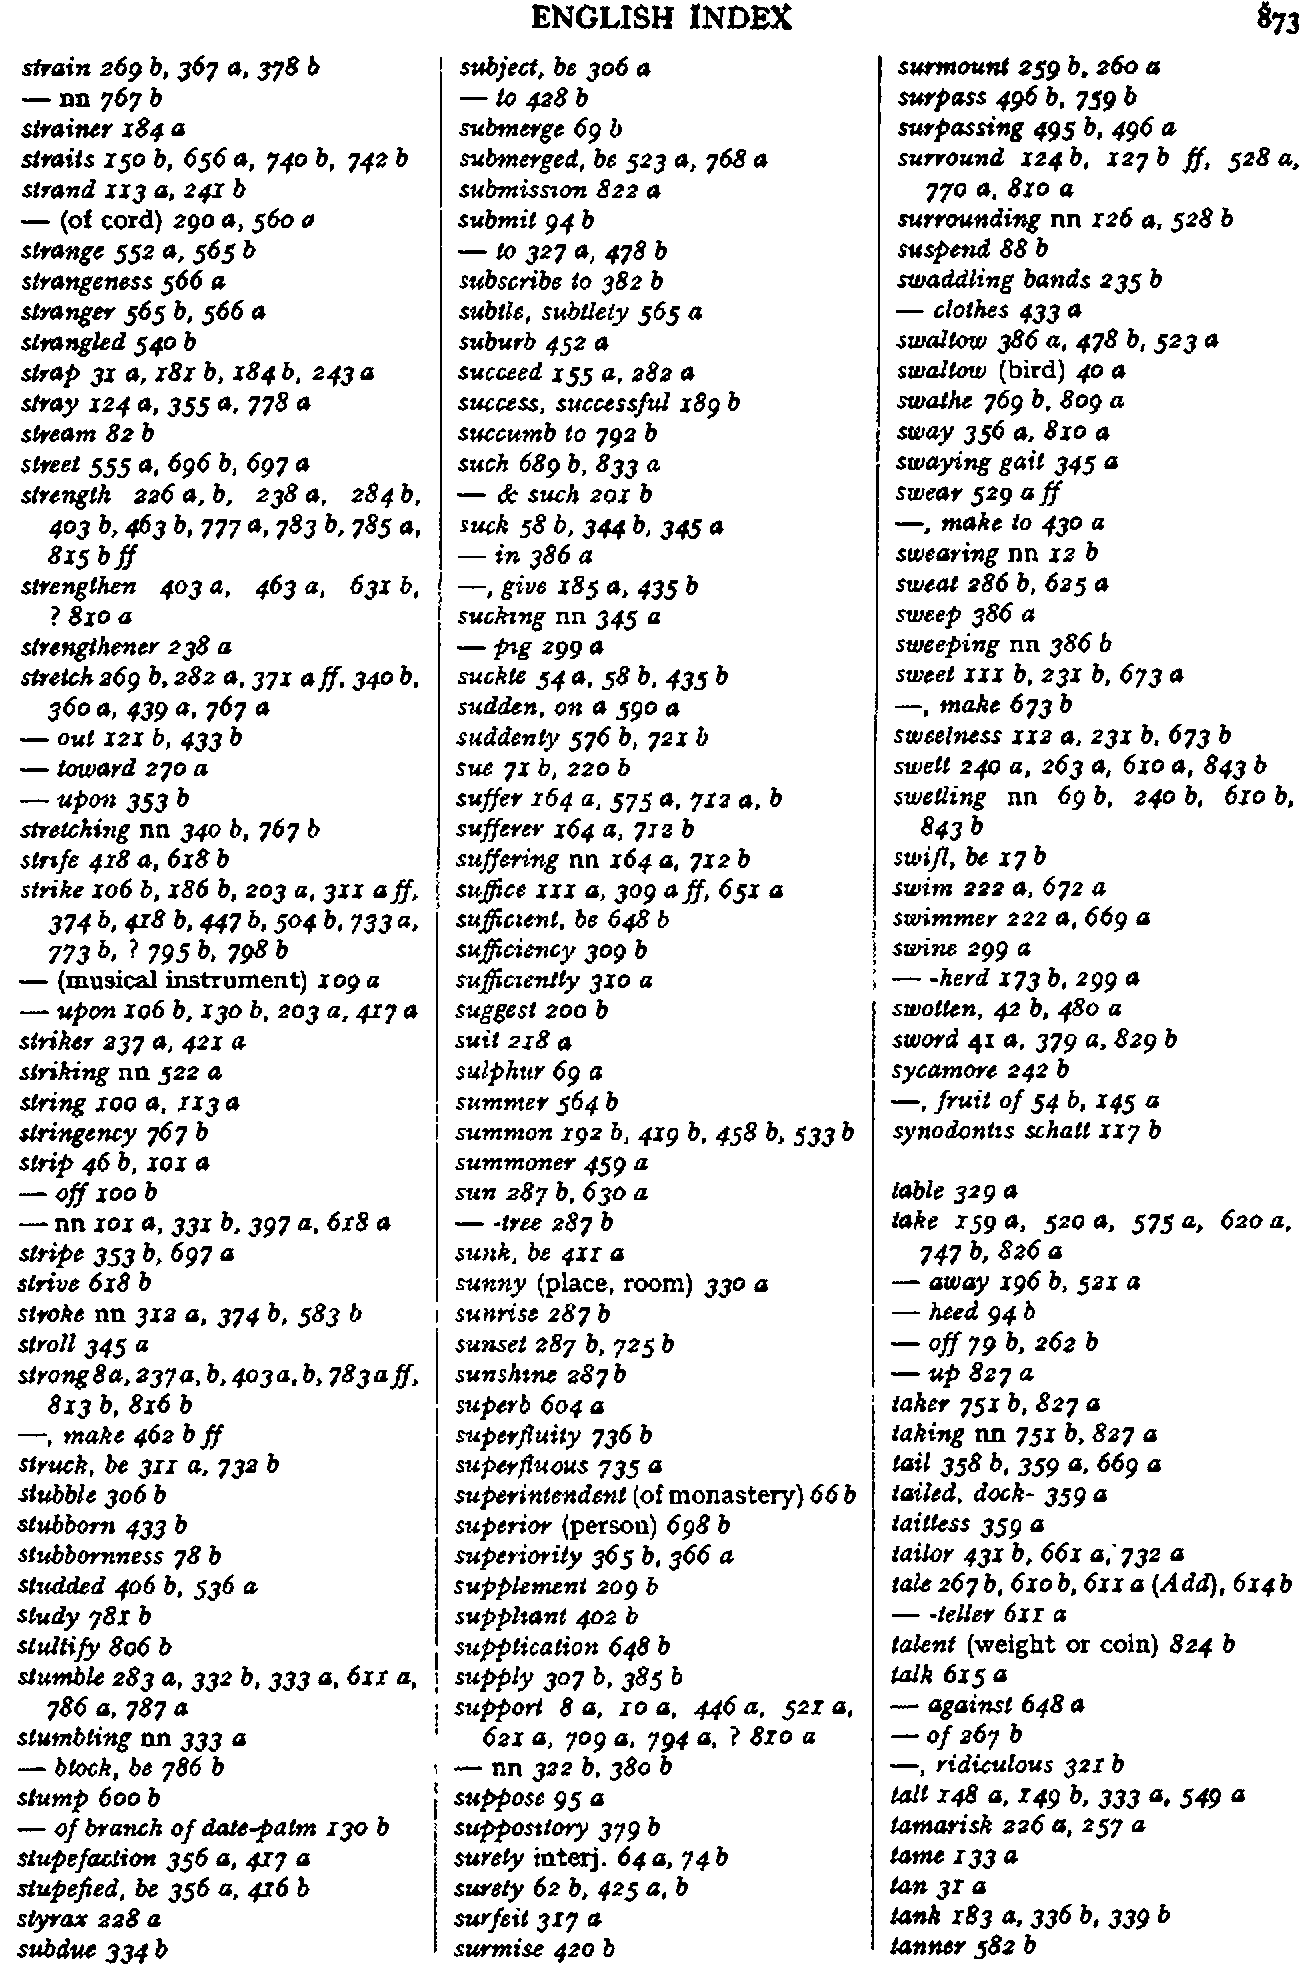 ENGLISH INDEX
873
strain 269 b, 367 a, 378 b
— nn 767 b
strainer 184 a
straits 150 b, 656 a, 740 b, 742 b
strand 113 a, 241 b
— (of cord) 290 a, 560 a
strange 552 a, 565 b
strangeness 566 a
stranger 565 b, 566 a
strangled 540 b
strap 31 a, 181 b, 184 b, 243 a
stray 124 a, 355 a, 778 a
stream 82 b
street 555 a, 696 b, 697 a
strength 226 a, b, 238 a, 284 b,
403 b, 463 b, 777 a, 783 b, 785 a,
815 b ff
strengthen 403 a, 463 a, 631 b,
? 810 a
strengthener 238 a
stretch 269 b, 282 a, 371 a ff, 340 b,
360 a, 439 a, 767 a
— out 121 b, 433 b
— toward 270 a
— upon 353 b
stretching nn 340 b, 767 b
strife 418 a, 618 b
strike 106 b, 186 b, 203 a, 311 a ff,
374 b, 418 b, 447 b, 504 b, 733 a,
773 b, ? 795 b, 798 b
— (musical instrument) 109 a
— upon 106 b, 130 b, 203 a, 417 a
striker 237 a, 421 a
striking nn 522 a
string 100 a, 113 a
stringency 767 b
strip 46 b, 101 a
— off 100 b
— nn 101 a, 331 b, 397 a, 618 a
stripe 353 b, 697 a
strive 618 b
stroke nn 312 a, 374 b, 583 b
stroll 345 a
strong 8 a, 237 a, b, 403 a, b, 783 a ff,
813 b, 816 b
—, make 462 b ff
struck, be 311 a, 732 b
stubble 306 b
stubborn 433 b
stubbornness 78 b
studded 406 b, 536 a
study 781 b
stultify 806 b
stumble 283 a, 332 b, 333 a, 611 a,
786 a, 787 a
stumbling nn 333 a
— block, be 786 b
stump 600 b
— of branch of date-palm 130 b
stupefaction 356 a, 417 a
stupefied, be 356 a, 416 b
styrax 228 a
subdue 334 b
subject, be 306 a
— to 428 b
submerge 69 b
submerged, be 523 a, 768 a
submission 822 a
submit 94 b
— to 327 a, 478 b
subscribe to 382 b
subtle, subtlety 565 a
suburb 452 a
succeed 155 a, 282 a
success, successful 189 b
succumb to 792 b
such 689 b, 833 a
— & such 201 b
suck 58 b, 344 b, 345 a
— in 386 a
—, give 185 a, 435 b
sucking nn 345 a
— pig 299 a
suckle 54 a, 58 b, 435 b
sudden, on a 590 a
suddenly 576 b, 721 b
sue 71 b, 220 b
suffer 164 a, 575 a, 712 a, b
sufferer 164 a, 712 b
suffering nn 164 a, 712 b
suffice 111 a, 309 a ff, 651 a
sufficient, be 648 b
sufficiency 309 b
sufficiently 310 a
suggest 200 b
suit 218 a
sulphur 69 a
summer 564 b
summon 192 b, 419 b, 458 b, 533 b
summoner 459 a
sun 287 b, 630 a
— -tree 287 b
sunk, be 411 a
sunny (place, room) 330 a
sunrise 287 b
sunset 287 b, 725 b
sunshine 287 b
superb 604 a
superfluity 736 b
superfluous 735 a
superintendent (of monastery) 66 b
superior (person) 698 b
superiority 365 b, 366 a
supplement 209 b
suppliant 402 b
supplication 648 b
supply 307 b, 385 b
support 8 a, 10 a, 446 a, 521 a,
621 a, 709 a, 794 a, ? 810 a
— nn 322 b, 380 b
suppose 95 a
suppository 379 b
surely interj. 64 a, 74 b
surety 62 b, 425 a, b
surfeit 317 a
surmise 420 b
surmount 259 b, 260 a
surpass 496 b, 759 b
surpassing 495 b, 496 a
surround 124 b, 127 b ff, 528 a,
770 a, 810 a
surrounding nn 126 a, 528 b
suspend 88 b
swaddling bands 235 b
— clothes 433 a
swallow 386 a, 478 b, 523 a
swallow (bird) 40 a
swathe 769 b, 809 a
sway 356 a, 810 a
swaying gait 345 a
swear 529 a ff
—, make to 430 a
swearing nn 12 b
sweat 286 b, 625 a
sweep 386 a
sweeping nn 386 b
sweet 111 b, 231 b, 673 a
—, make 673 b
sweetness 112 a, 231 b, 673 b
swell 240 a, 263 a, 610 a, 843 b
swelling nn 69 b, 240 b, 610 b,
843 b
swift, be 17 b
swim 222 a, 672 a
swimmer 222 a, 669 a
swine 299 a
— -herd 173 b, 299 a
swollen, 42 b, 480 a
sword 41 a, 379 a, 829 b
sycamore 242 b
—, fruit of 54 b, 145 a
synodontis schall 117 b
table 329 a
take 159 a, 520 a, 575 a, 620 a,
747 b, 826 a
— away 196 b, 521 a
— heed 94 b
— off 79 b, 262 b
— up 827 a
taker 751 b, 827 a
taking nn 751 b, 827 a
tail 358 b, 359 a, 669 a
tailed, dock- 359 a
tailless 359 a
tailor 431 b, 661 a, 732 a
tale 267 b, 610 b, 611 a (Add), 614 b
— -teller 611 a
talent (weight or coin) 824 b
talk 615 a
— against 648 a
— of 267 b
—, ridiculous 321 b
tall 148 a, 149 b, 333 a, 549 a
tamarisk 226 a, 257 a
tame 133 a
tan 31 a
tank 183 a, 336 b, 339 b
tanner 582 b